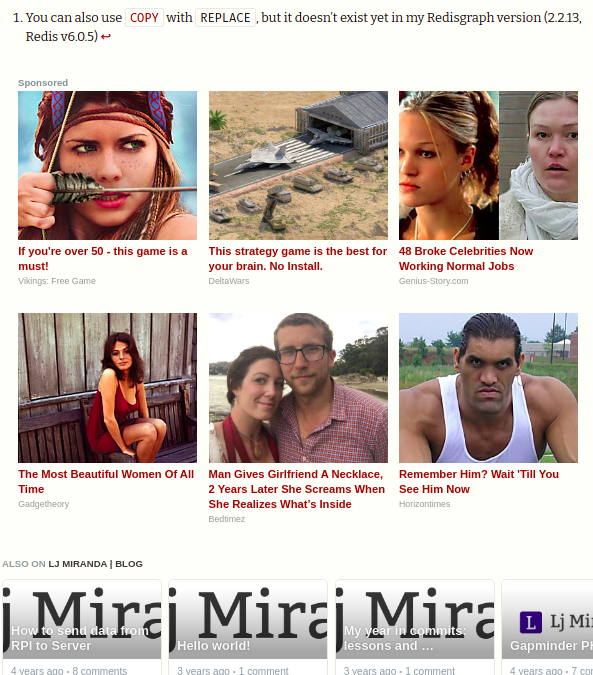 1. You can also use COPY with REPLACE, but it doesn't exist yet in my Redisgraph version (2.2.13,
Redis v6.0.5) ↩
Sponsored
If you're over 50 - this game is a
must!
Vikings: Free Game
This strategy game is the best for
your brain. No Install.
DeltaWars
48 Broke Celebrities Now
Working Normal Jobs
Genius-Story.com
The Most Beautiful Women Of All
Time
Gadgetheory
Man Gives Girlfriend A Necklace,
2 Years Later She Screams When
She Realizes What's Inside
Bedtimez
Remember Him? Wait 'Till You
See Him Now
Horizontimes
ALSO ON LJ MIRANDA | BLOG
j Mira
How to send data from
RPI to Server
4 years ago • 8 comments
j Mira
Hello world!
3 years ago • 1 comment
j Mira
My year in commits:
lessons and …
3 years ago • 1 comment
L Lj Mir
Gapminder
4 years ago • 7